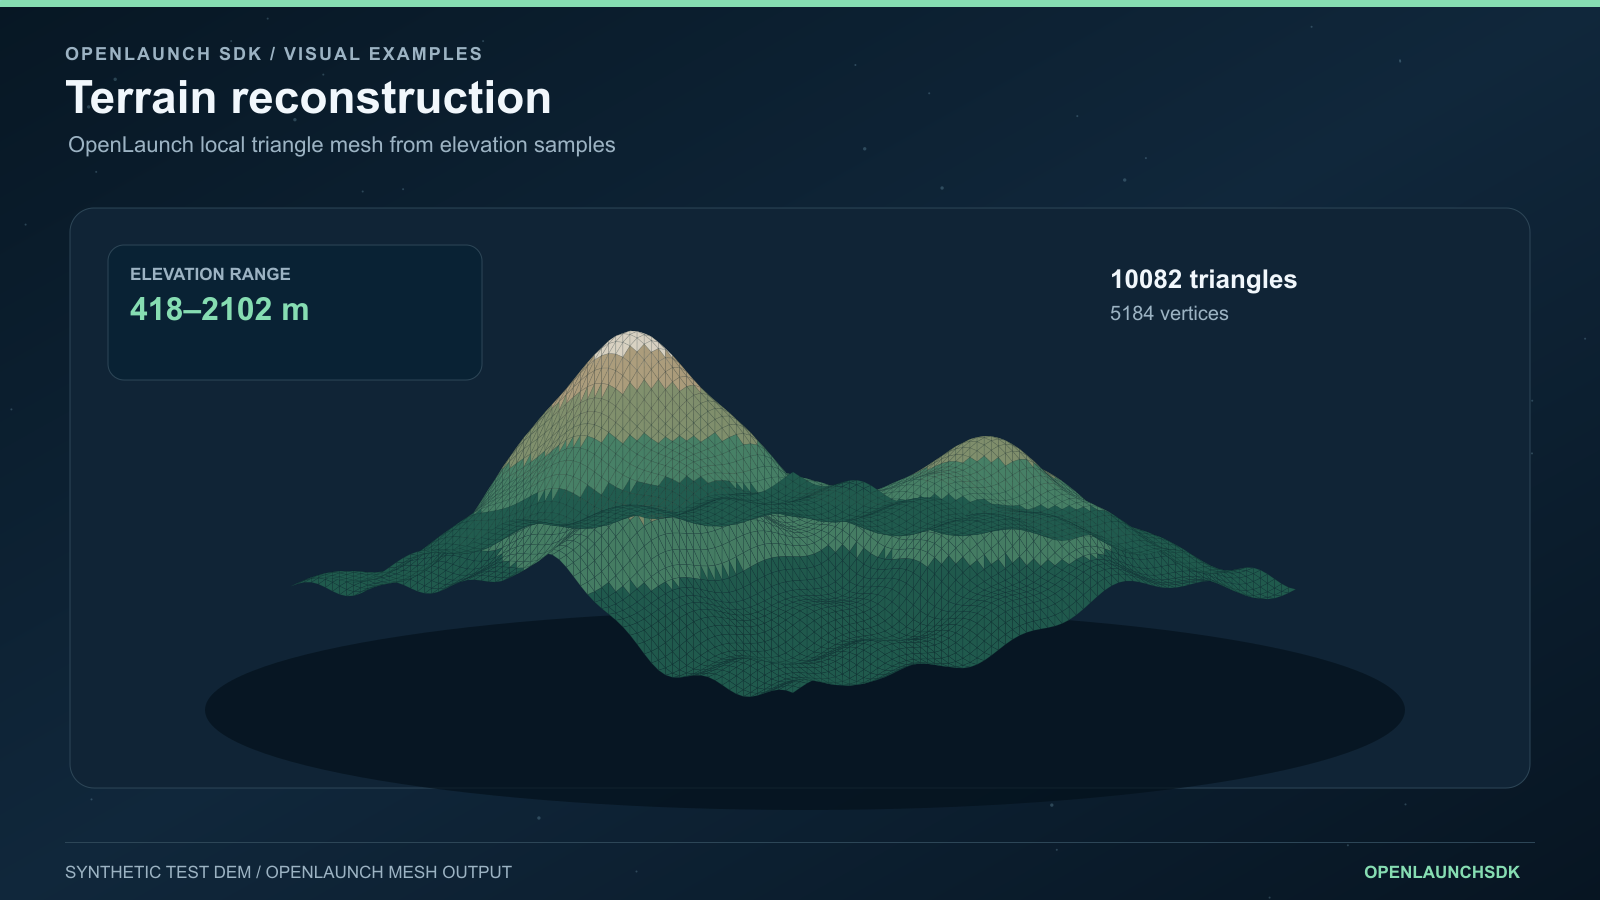 OPENLAUNCH SDK / VISUAL EXAMPLES
Terrain reconstruction
OpenLaunch local triangle mesh from elevation samples
ELEVATION RANGE
418–2102 m
10082 triangles
5184 vertices
SYNTHETIC TEST DEM / OPENLAUNCH MESH OUTPUT
OPENLAUNCHSDK